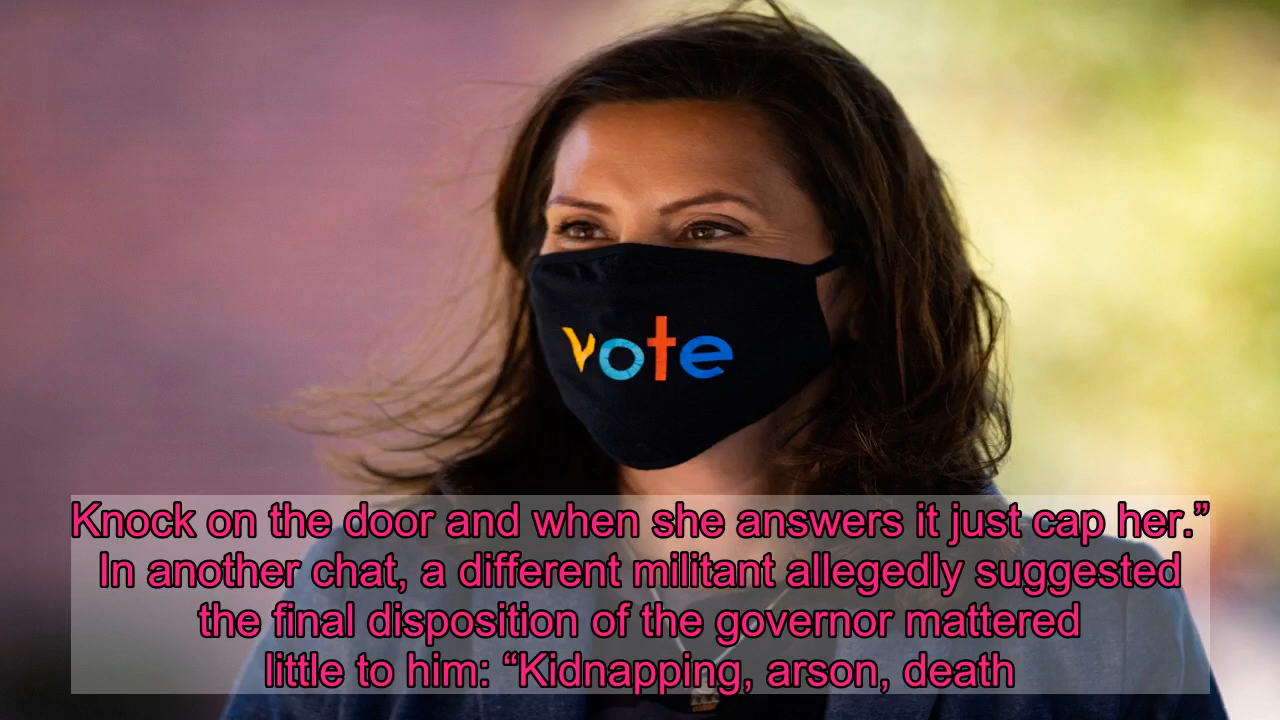 vote
Knock on the door and when she answers it just cap her.”
In another chat, a different militant allegedly suggested
the final disposition of the governor mattered
little to him: “Kidnapping, arson, death